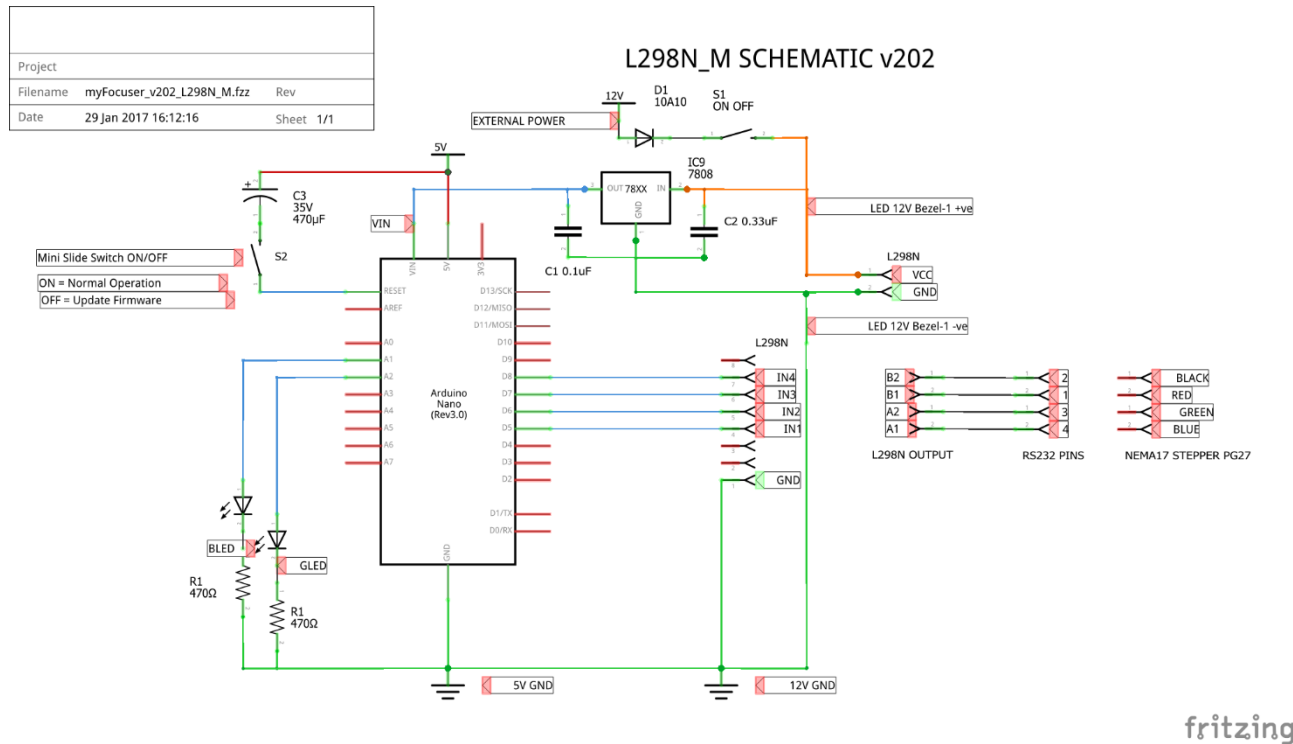 Project
Filename myFocuser_v202_L298N_M.fzz Rev
Date 29 Jan 2017 16:12:16 Sheet 1/1
L298N_M SCHEMATIC v202
12V
D1
10A10
S1
ON OFF
EXTERNAL POWER
5V
IC9
7808
OUT 78XX IN
GND
C3
35V
470µF
C2 0.33uF
C1 0.1uF
VIN
LED 12V Bezel-1 +ve
Mini Slide Switch ON/OFF
S2
ON = Normal Operation
OFF = Update Firmware
L298N
VCC
GND
LED 12V Bezel-1 -ve
VIN
5V
3V3
RESET
AREF
A0
A1
A2
A3
A4
A5
A6
A7
Arduino
Nano
(Rev3.0)
D13/SCK
D12/MISO
D11/MOSI
D10
D9
D8
D7
D6
D5
D4
D3
D2
D1/TX
D0/RX
GND
L298N
IN4
IN3
IN2
IN1
GND
B2
B1
A2
A1
L298N OUTPUT
2
1
3
4
RS232 PINS
BLACK
RED
GREEN
BLUE
NEMA17 STEPPER PG27
BLED
GLED
R1
470Ω
R1
470Ω
5V GND
12V GND
fritzing